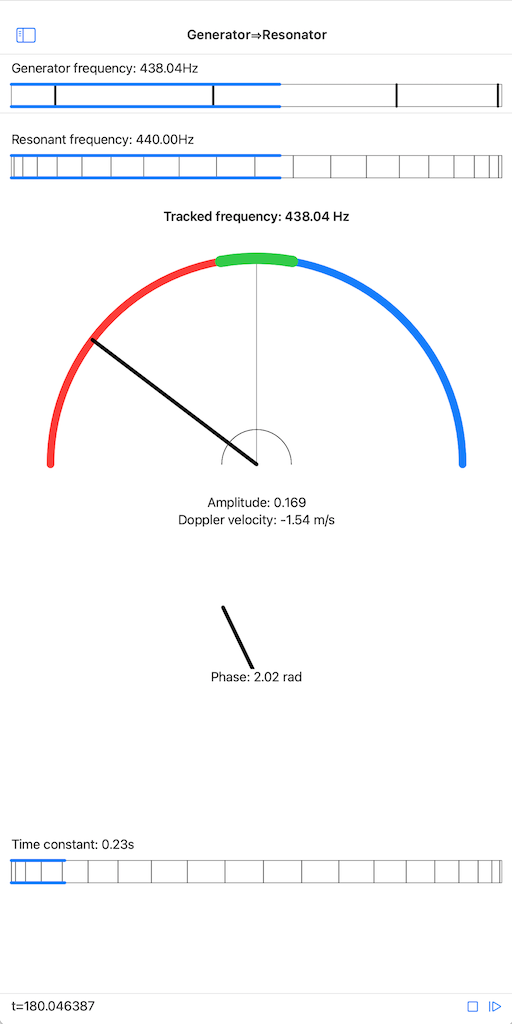 Generator⇒Resonator
Generator frequency: 438.04Hz
Resonant frequency: 440.00Hz
Tracked frequency: 438.04 Hz
Amplitude: 0.169
Doppler velocity: -1.54 m/s
Phase: 2.02 rad
Time constant: 0.23s
t=180.046387